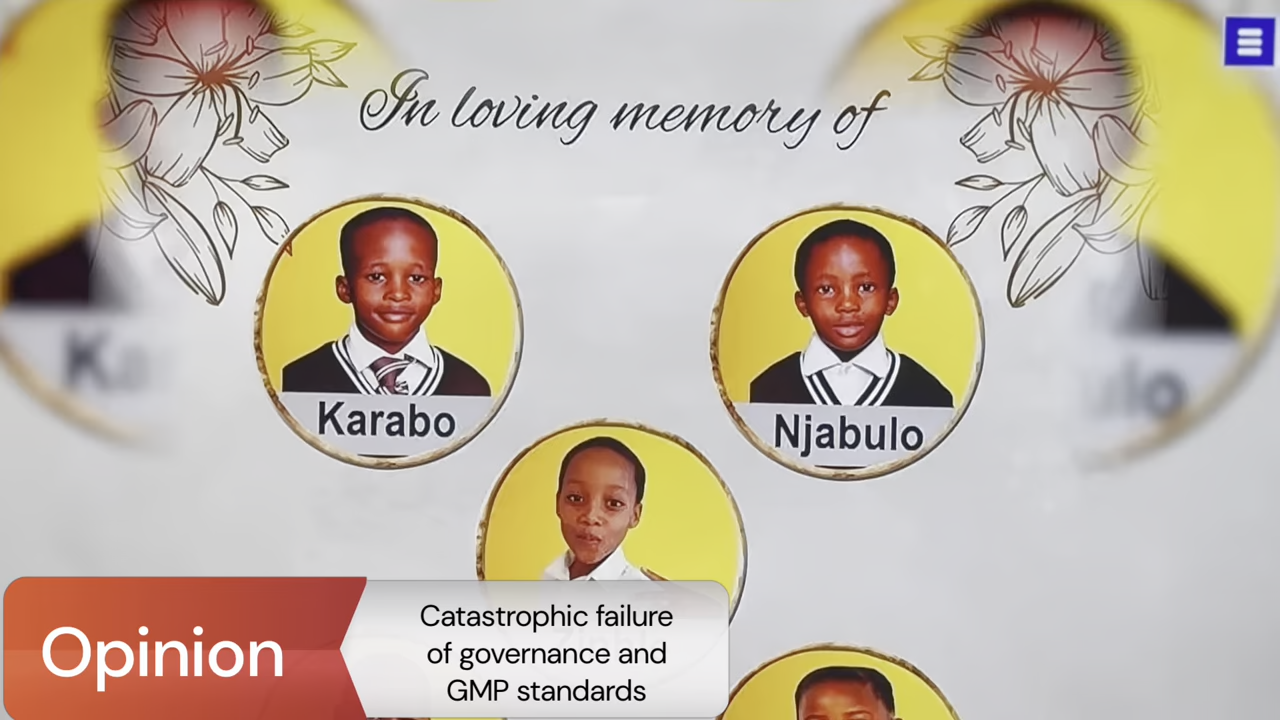 In loving memory of
Karabo
Njabulo
Opinion
Catastrophic failure
of governance and
GMP standards